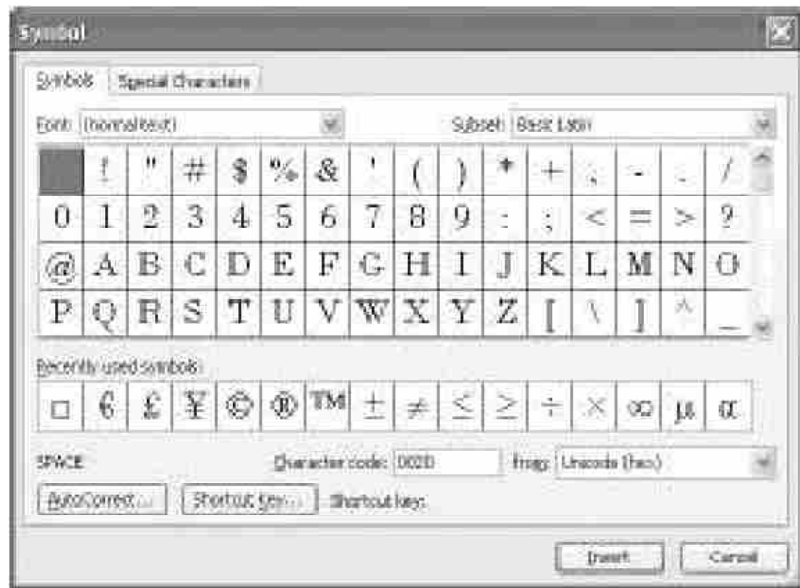 Symbol
Symbols Special Characters
Font: (normal text) Subset: Basic Latin
! " # $ % & ' ( ) * + , - . /
0 1 2 3 4 5 6 7 8 9 : ; < = > ?
@ A B C D E F G H I J K L M N O
P Q R S T U V W X Y Z [ \ ] ^ _
Recently used symbols:
□ € £ ¥ © ® ™ ± ≠ ≤ ≥ ÷ × ∞ µ α
SPACE Character code: 0020 from: Unicode (hex)
AutoCorrect... Shortcut Key... Shortcut key:
Insert Cancel